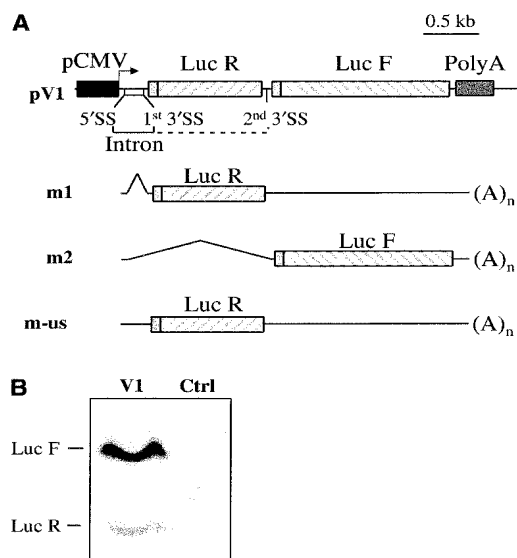 A
0.5 kb
pCMV Luc R Luc F PolyA
pV1
5′SS 1st 3′SS 2nd 3′SS
Intron
Luc R
m1 (A)n
Luc F
m2 (A)n
Luc R
m-us (A)n
B
V1 Ctrl
Luc F
Luc R